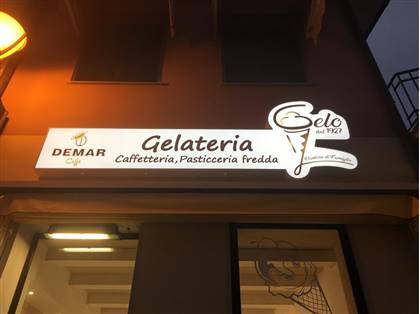 DEMAR
Caffè
Gelateria
Caffetteria, Pasticceria fredda
Gelo
dal 1927